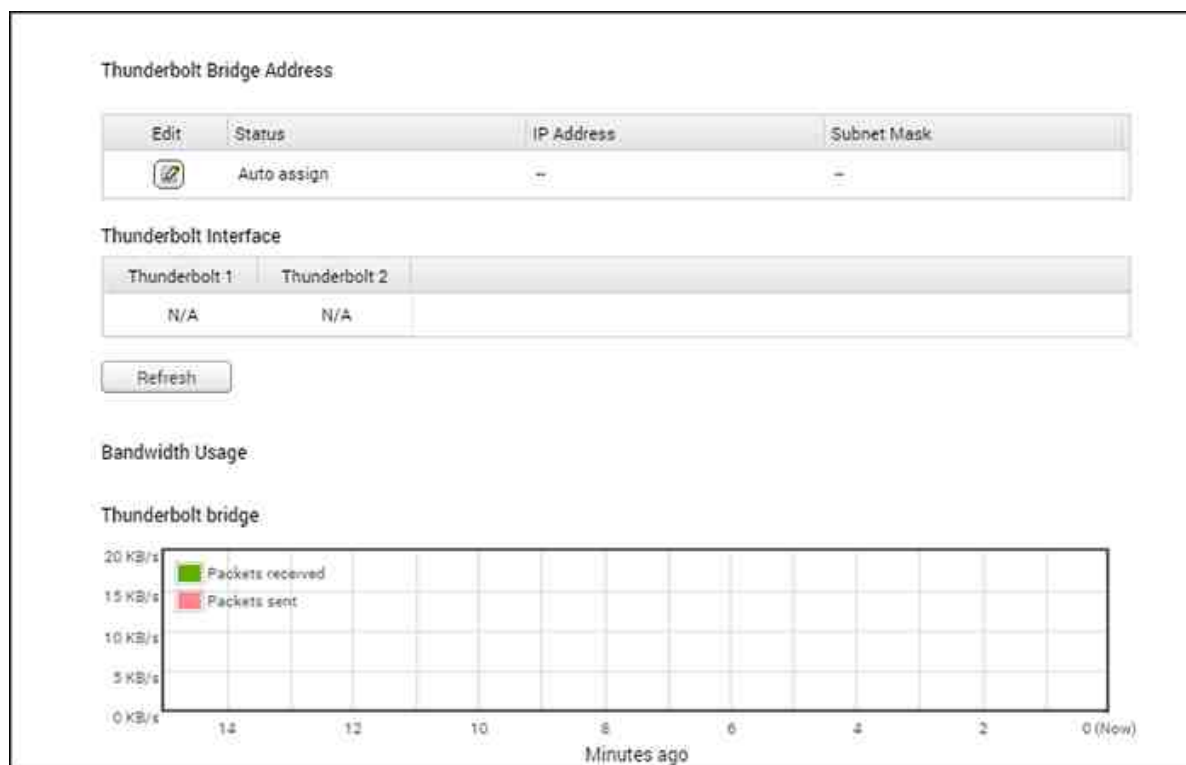 Thunderbolt Bridge Address
Edit Status IP Address Subnet Mask
Auto assign -- --
Thunderbolt Interface
Thunderbolt 1 Thunderbolt 2
N/A N/A
Refresh
Bandwidth Usage
Thunderbolt bridge
20 KB/s
Packets received
15 KB/s
Packets sent
10 KB/s
5 KB/s
0 KB/s
14 12 10 8 6 4 2 0 (Now)
Minutes ago